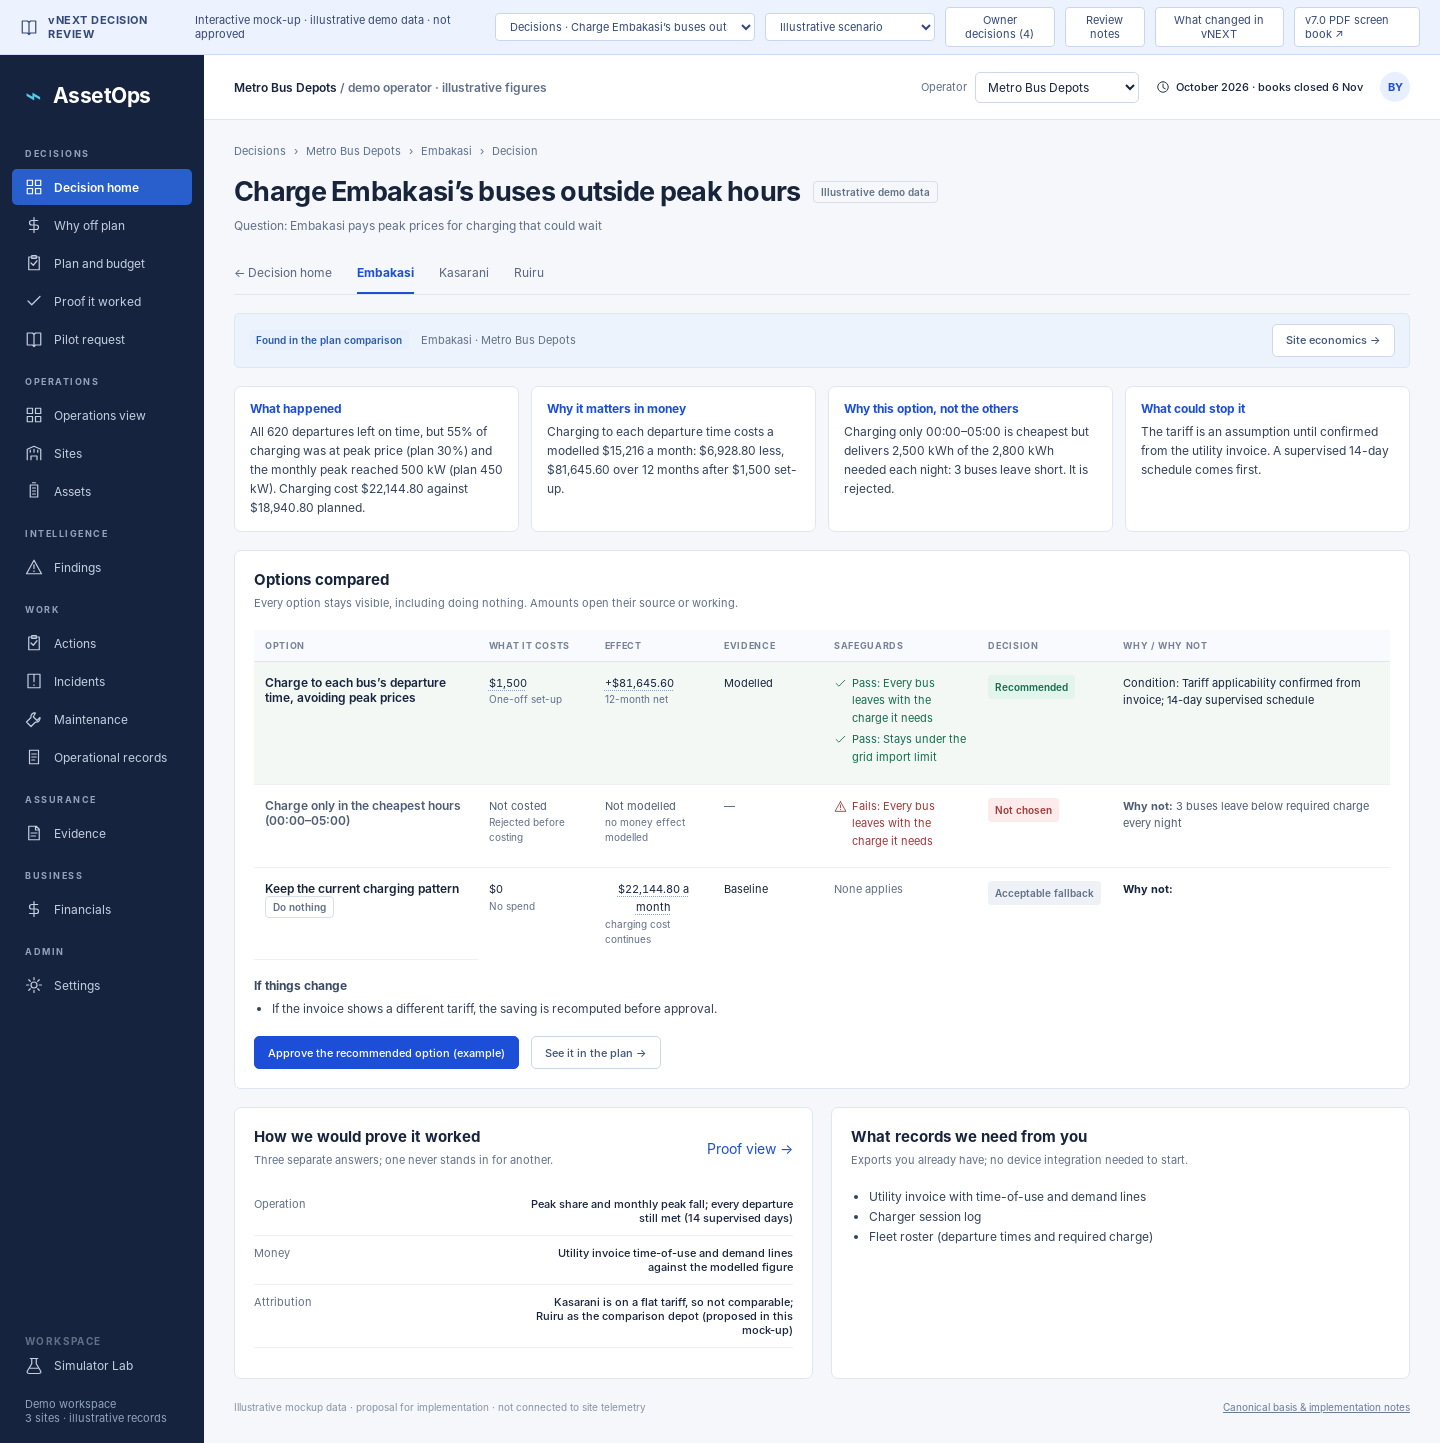 vNEXT DECISION
REVIEW
Interactive mock-up · illustrative demo data · not
approved
Decisions · Charge Embakasi's buses out
Illustrative scenario
Owner
decisions (4)
Review
notes
What changed in
vNEXT
v7.0 PDF screen
book ↗
AssetOps
DECISIONS
Decision home
Why off plan
Plan and budget
Proof it worked
Pilot request
OPERATIONS
Operations view
Sites
Assets
INTELLIGENCE
Findings
WORK
Actions
Incidents
Maintenance
Operational records
ASSURANCE
Evidence
BUSINESS
Financials
ADMIN
Settings
WORKSPACE
Simulator Lab
Demo workspace
3 sites · illustrative records
Metro Bus Depots / demo operator · illustrative figures
Operator
Metro Bus Depots
October 2026 · books closed 6 Nov
BY
Decisions › Metro Bus Depots › Embakasi › Decision
Charge Embakasi’s buses outside peak hours
Illustrative demo data
Question: Embakasi pays peak prices for charging that could wait
← Decision home
Embakasi
Kasarani
Ruiru
Found in the plan comparison
Embakasi · Metro Bus Depots
Site economics →
What happened
All 620 departures left on time, but 55% of
charging was at peak price (plan 30%) and
the monthly peak reached 500 kW (plan 450
kW). Charging cost $22,144.80 against
$18,940.80 planned.
Why it matters in money
Charging to each departure time costs a
modelled $15,216 a month: $6,928.80 less,
$81,645.60 over 12 months after $1,500 set-
up.
Why this option, not the others
Charging only 00:00–05:00 is cheapest but
delivers 2,500 kWh of the 2,800 kWh
needed each night: 3 buses leave short. It is
rejected.
What could stop it
The tariff is an assumption until confirmed
from the utility invoice. A supervised 14-day
schedule comes first.
Options compared
Every option stays visible, including doing nothing. Amounts open their source or working.
OPTION
WHAT IT COSTS
EFFECT
EVIDENCE
SAFEGUARDS
DECISION
WHY / WHY NOT
Charge to each bus’s departure
time, avoiding peak prices
$1,500
One-off set-up
+$81,645.60
12-month net
Modelled
Pass: Every bus
leaves with the
charge it needs
Pass: Stays under the
grid import limit
Recommended
Condition: Tariff applicability confirmed from
invoice; 14-day supervised schedule
Charge only in the cheapest hours
(00:00–05:00)
Not costed
Rejected before
costing
Not modelled
no money effect
modelled
—
Fails: Every bus
leaves with the
charge it needs
Not chosen
Why not: 3 buses leave below required charge
every night
Keep the current charging pattern
Do nothing
$0
No spend
$22,144.80 a
month
charging cost
continues
Baseline
None applies
Acceptable fallback
Why not:
If things change
• If the invoice shows a different tariff, the saving is recomputed before approval.
Approve the recommended option (example)
See it in the plan →
How we would prove it worked
Three separate answers; one never stands in for another.
Proof view →
Operation
Peak share and monthly peak fall; every departure
still met (14 supervised days)
Money
Utility invoice time-of-use and demand lines
against the modelled figure
Attribution
Kasarani is on a flat tariff, so not comparable;
Ruiru as the comparison depot (proposed in this
mock-up)
What records we need from you
Exports you already have; no device integration needed to start.
• Utility invoice with time-of-use and demand lines
• Charger session log
• Fleet roster (departure times and required charge)
Illustrative mockup data · proposal for implementation · not connected to site telemetry
Canonical basis & implementation notes